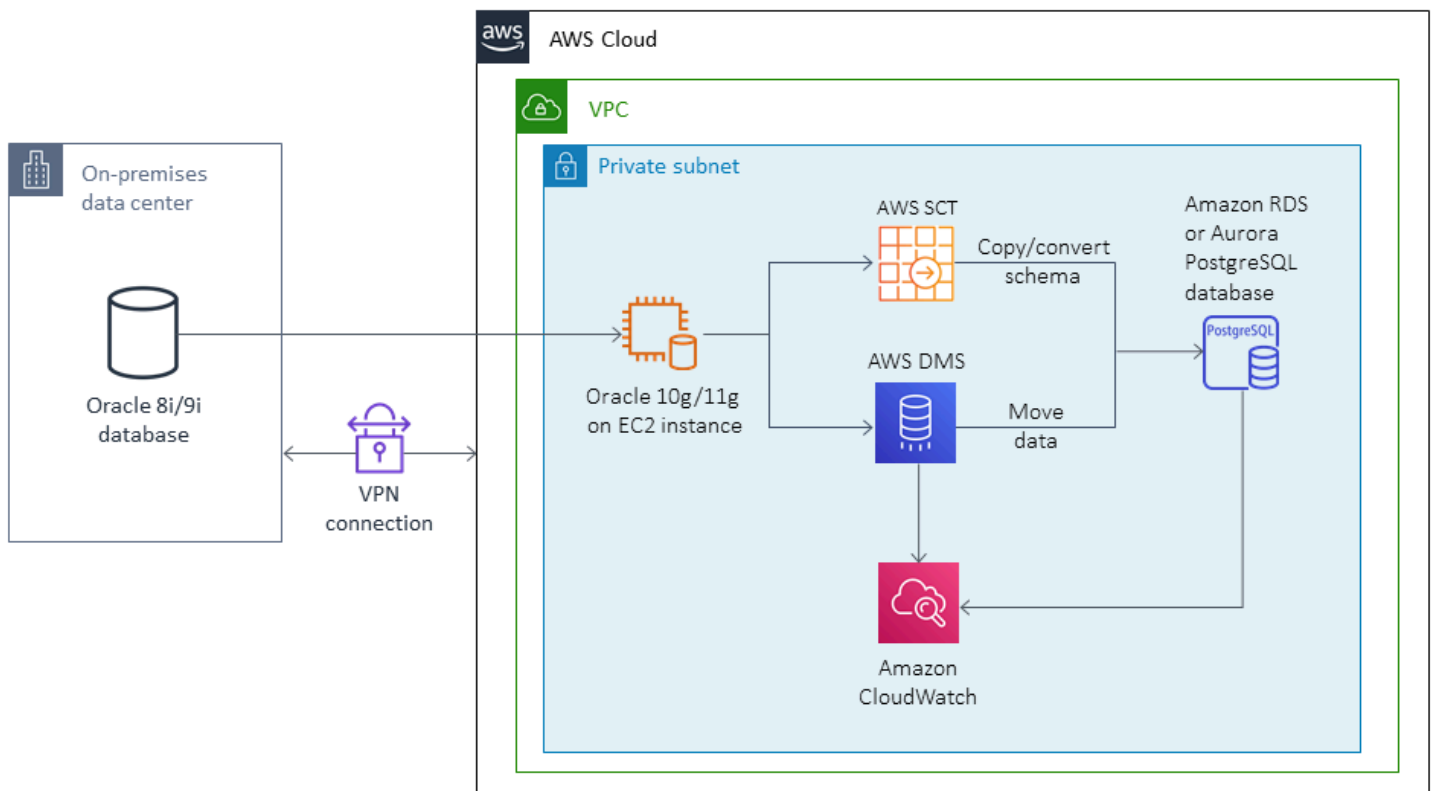 aws
AWS Cloud
VPC
On-premises
data center
Private subnet
AWS SCT
Amazon RDS
or Aurora
PostgreSQL
database
Copy/convert
schema
PostgreSQL
AWS DMS
Oracle 10g/11g
on EC2 instance
Oracle 8i/9i
database
Move
data
VPN
connection
Amazon
CloudWatch